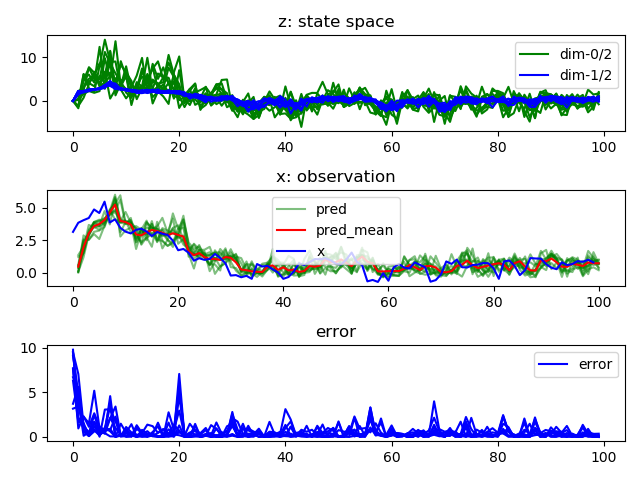 z: state space
10
0
dim-0/2
dim-1/2
0 20 40 60 80 100
x: observation
5.0
2.5
0.0
pred
pred_mean
x
0 20 40 60 80 100
error
10
5
0
error
0 20 40 60 80 100